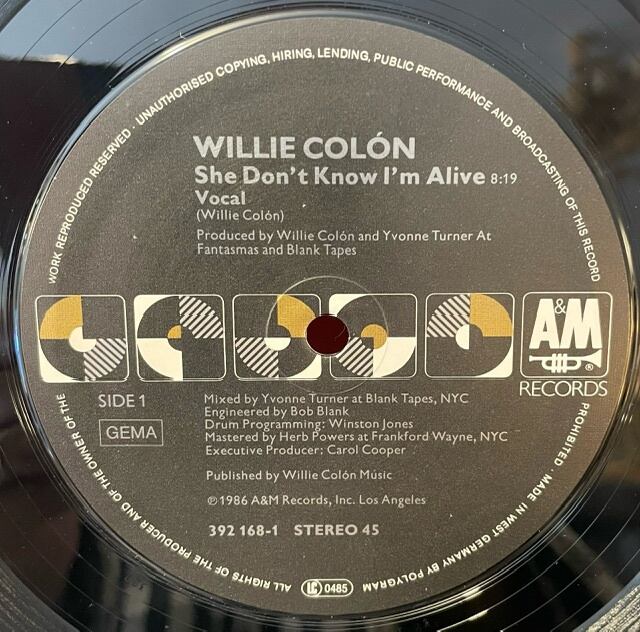 WILLIE COLÓN
She Don't Know I'm Alive 8:19
Vocal
(Willie Colón)
Produced by Willie Colón and Yvonne Turner At
Fantasmas and Blank Tapes
&
A&M
®
RECORDS
SIDE 1
GEMA
Mixed by Yvonne Turner at Blank Tapes, NYC
Engineered by Bob Blank
Drum Programming: Winston Jones
Mastered by Herb Powers at Frankford Wayne, NYC
Executive Producer: Carol Cooper
Published by Willie Colón Music
℗1986 A&M Records, Inc. Los Angeles
392 168-1 STEREO 45
ALL RIGHTS OF THE PRODUCER AND OF THE OWNER OF THE WORK REPRODUCED RESERVED · UNAUTHORISED COPYING, HIRING, LENDING, PUBLIC PERFORMANCE AND BROADCASTING OF THIS RECORD PROHIBITED · MADE IN WEST GERMANY BY POLYGRAM
LC 0485